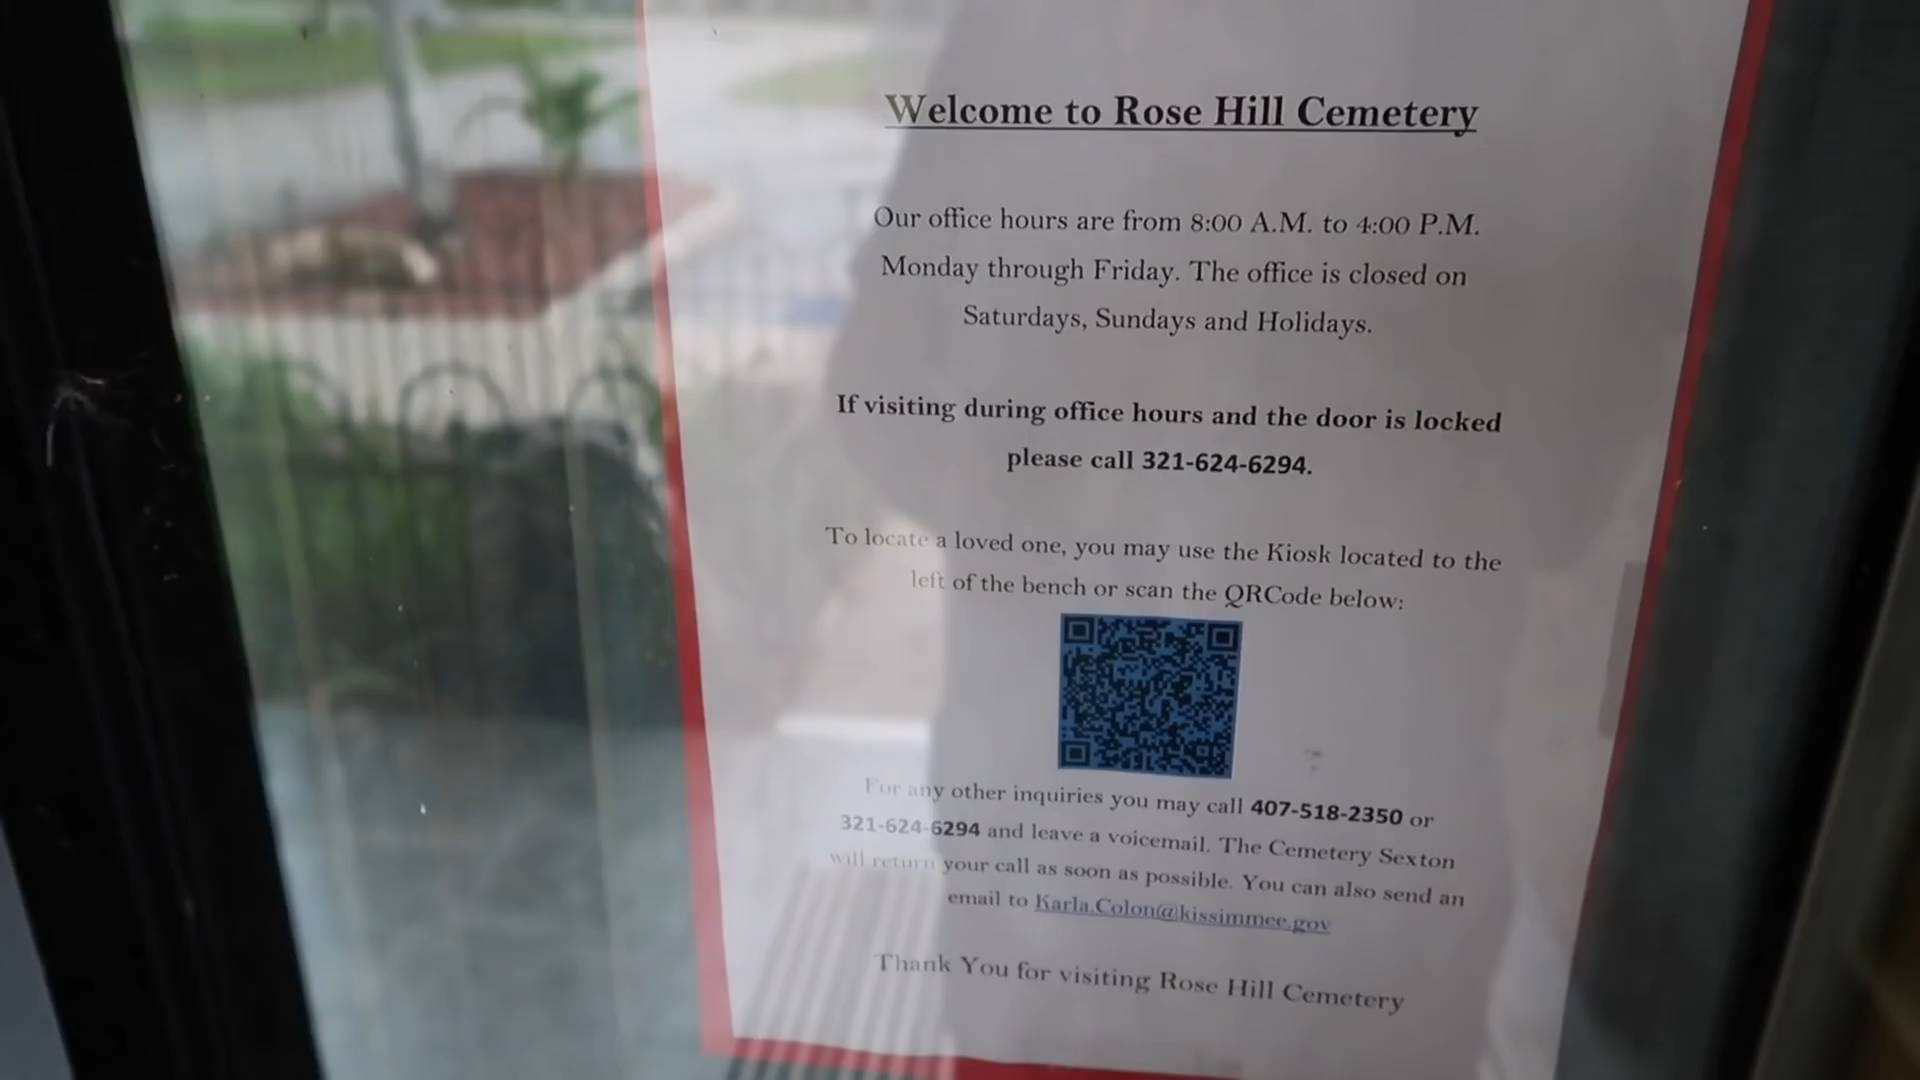 Welcome to Rose Hill Cemetery
Our office hours are from 8:00 A.M. to 4:00 P.M.
Monday through Friday. The office is closed on
Saturdays, Sundays and Holidays.
If visiting during office hours and the door is locked
please call 321-624-6294.
To locate a loved one, you may use the Kiosk located to the
left of the bench or scan the QRCode below:
For any other inquiries you may call 407-518-2350 or
321-624-6294 and leave a voicemail. The Cemetery Sexton
will return your call as soon as possible. You can also send an
email to Karla.Colon@kissimmee.gov
Thank You for visiting Rose Hill Cemetery